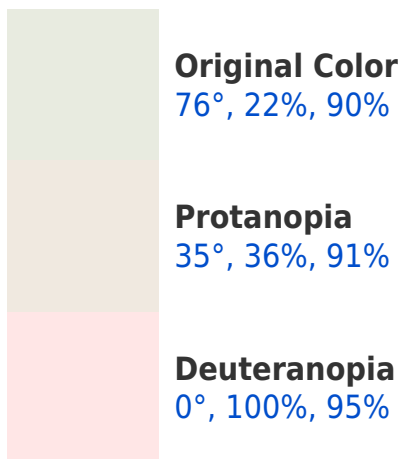 Original Color
76°, 22%, 90%
Protanopia
35°, 36%, 91%
Deuteranopia
0°, 100%, 95%